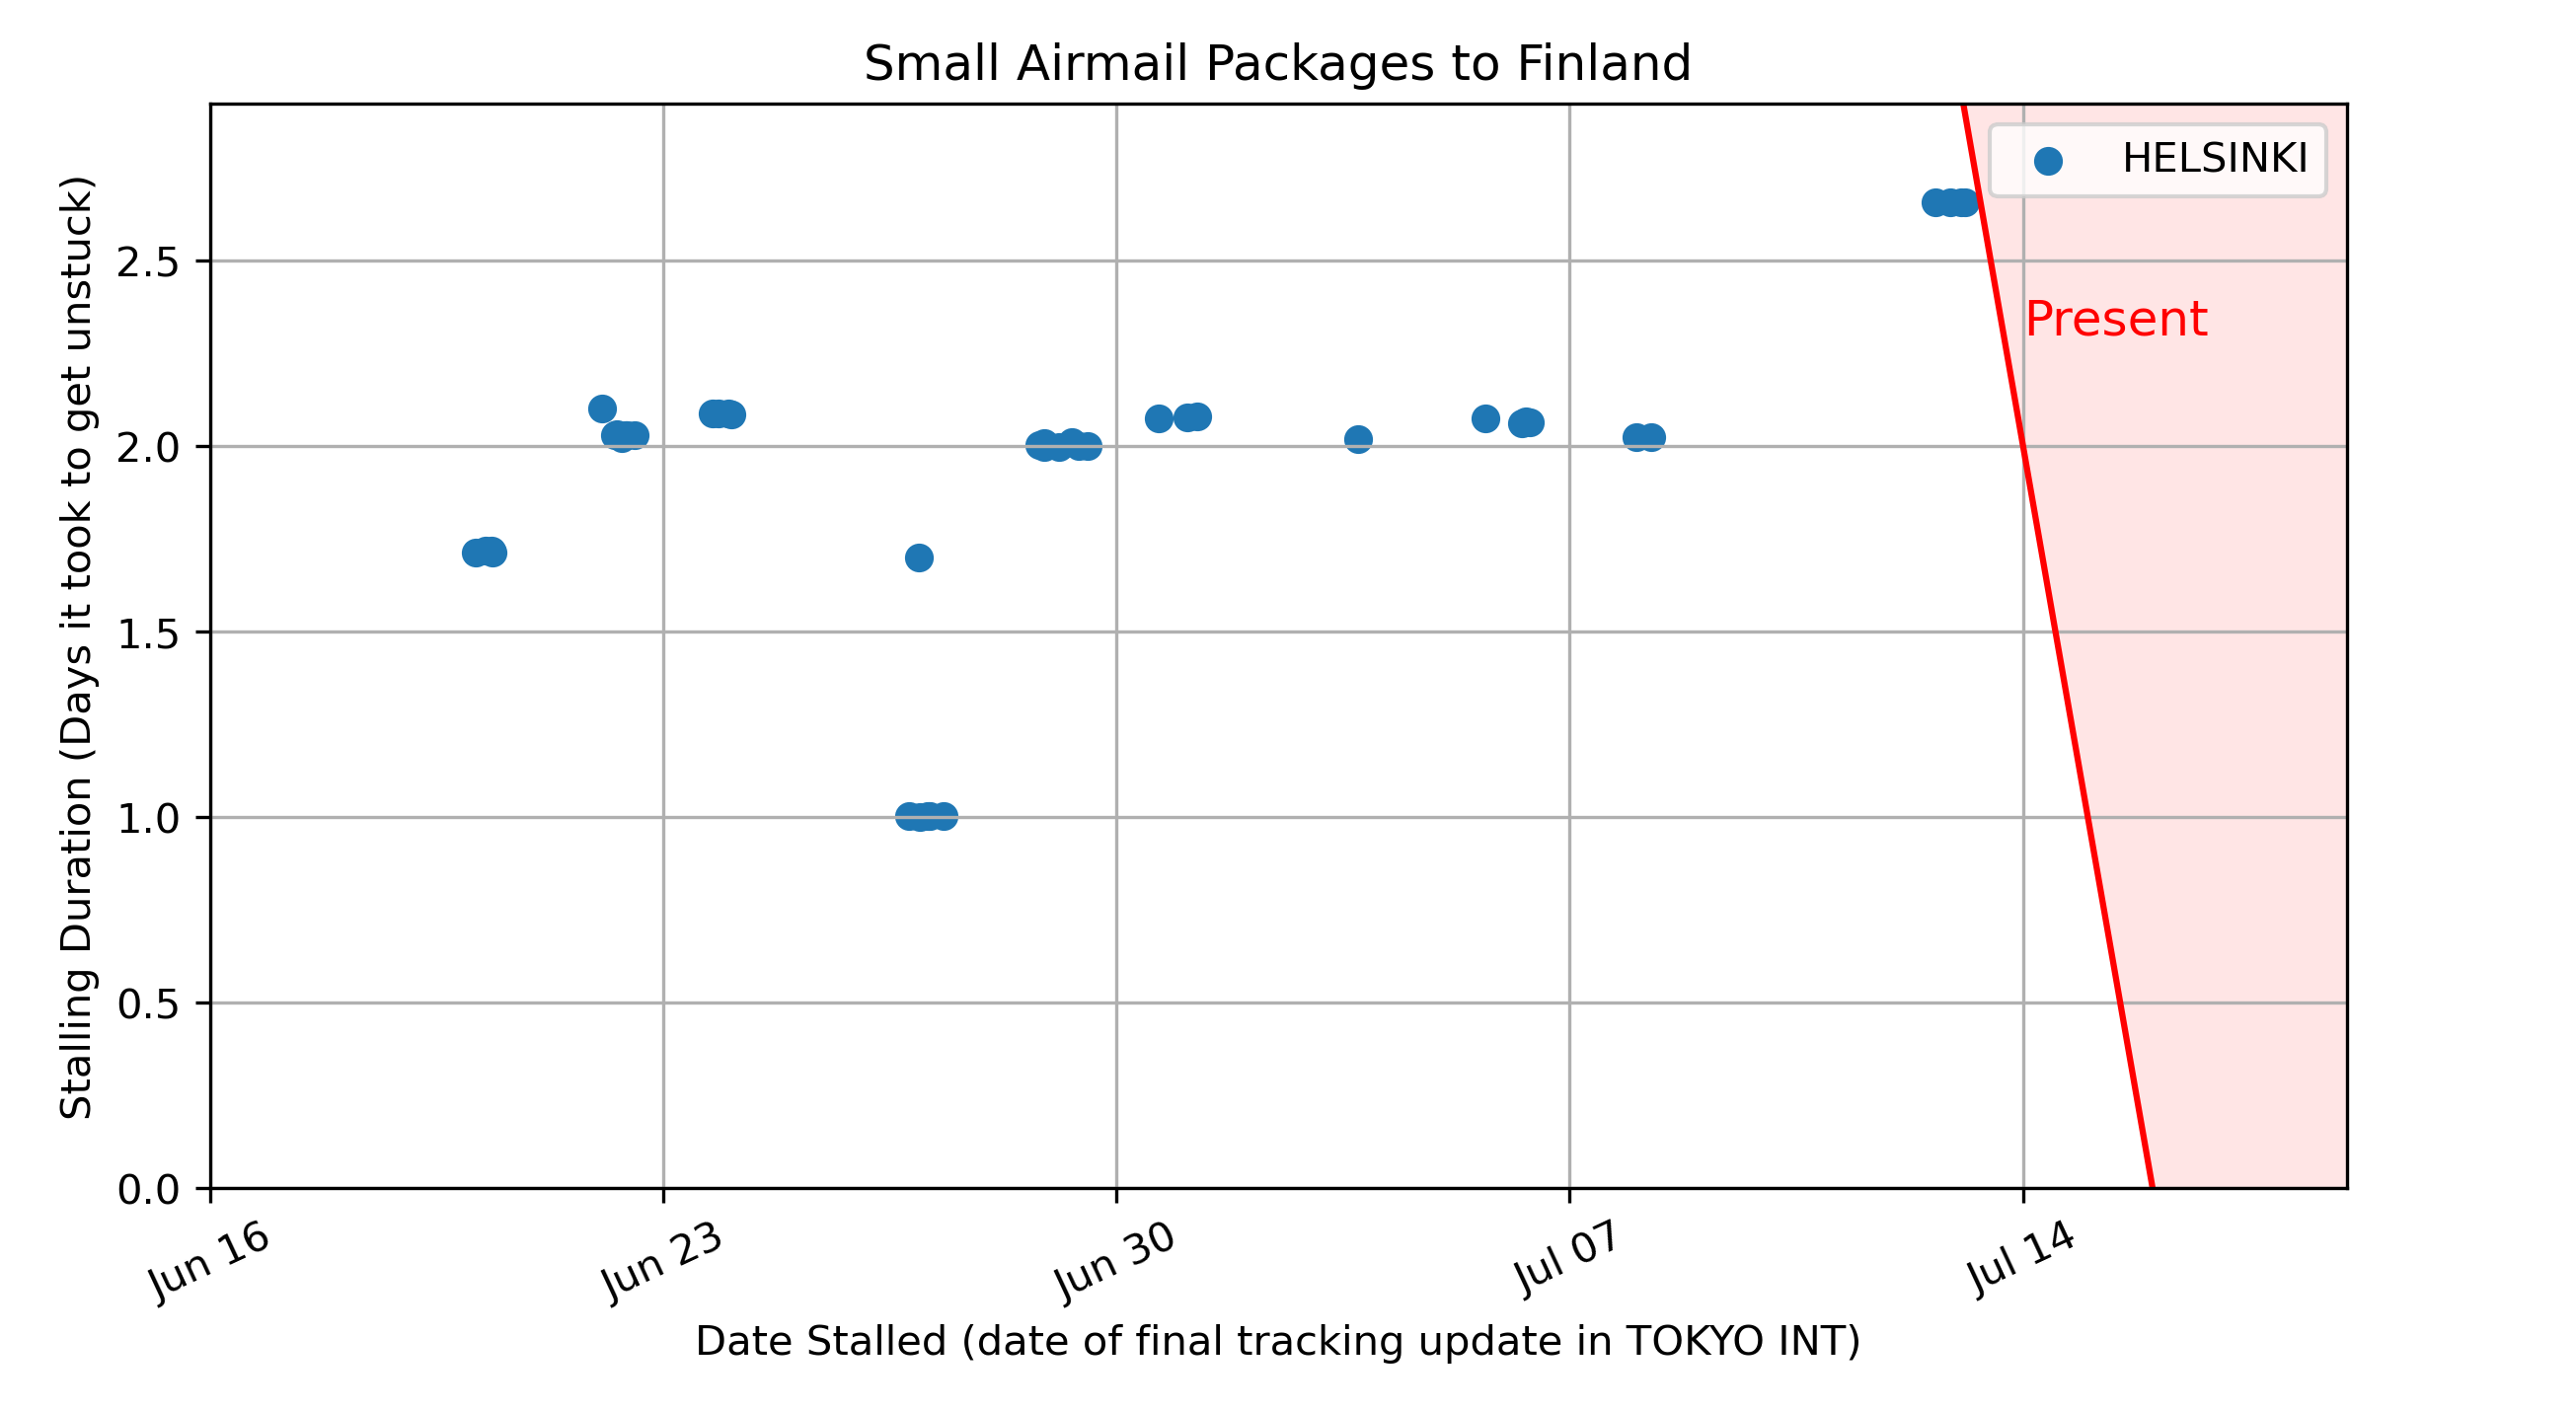 Small Airmail Packages to Finland
HELSINKI
Present
Stalling Duration (Days it took to get unstuck)
2.5
2.0
1.5
1.0
0.5
0.0
Jun 16
Jun 23
Jun 30
Jul 07
Jul 14
Date Stalled (date of final tracking update in TOKYO INT)